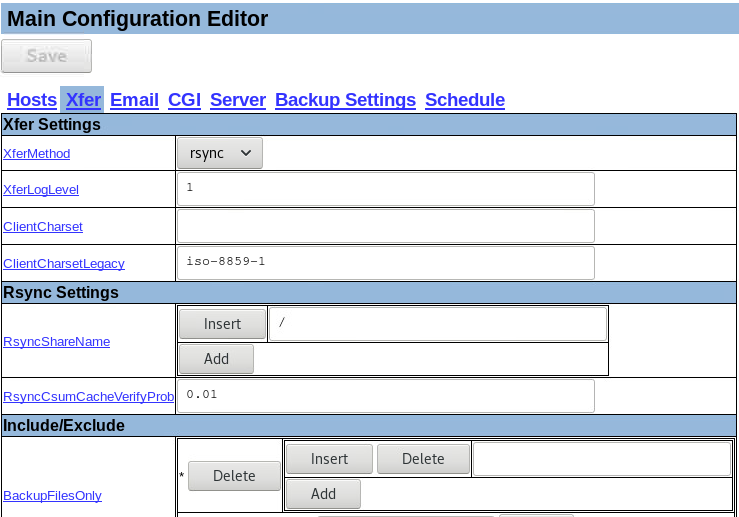 Main Configuration Editor
Save
Hosts Xfer Email CGI Server Backup Settings Schedule
Xfer Settings
XferMethod rsync
XferLogLevel 1
ClientCharset
ClientCharsetLegacy iso-8859-1
Rsync Settings
Insert /
RsyncShareName
Add
RsyncCsumCacheVerifyProb 0.01
Include/Exclude
Insert Delete
* Delete
BackupFilesOnly
Add